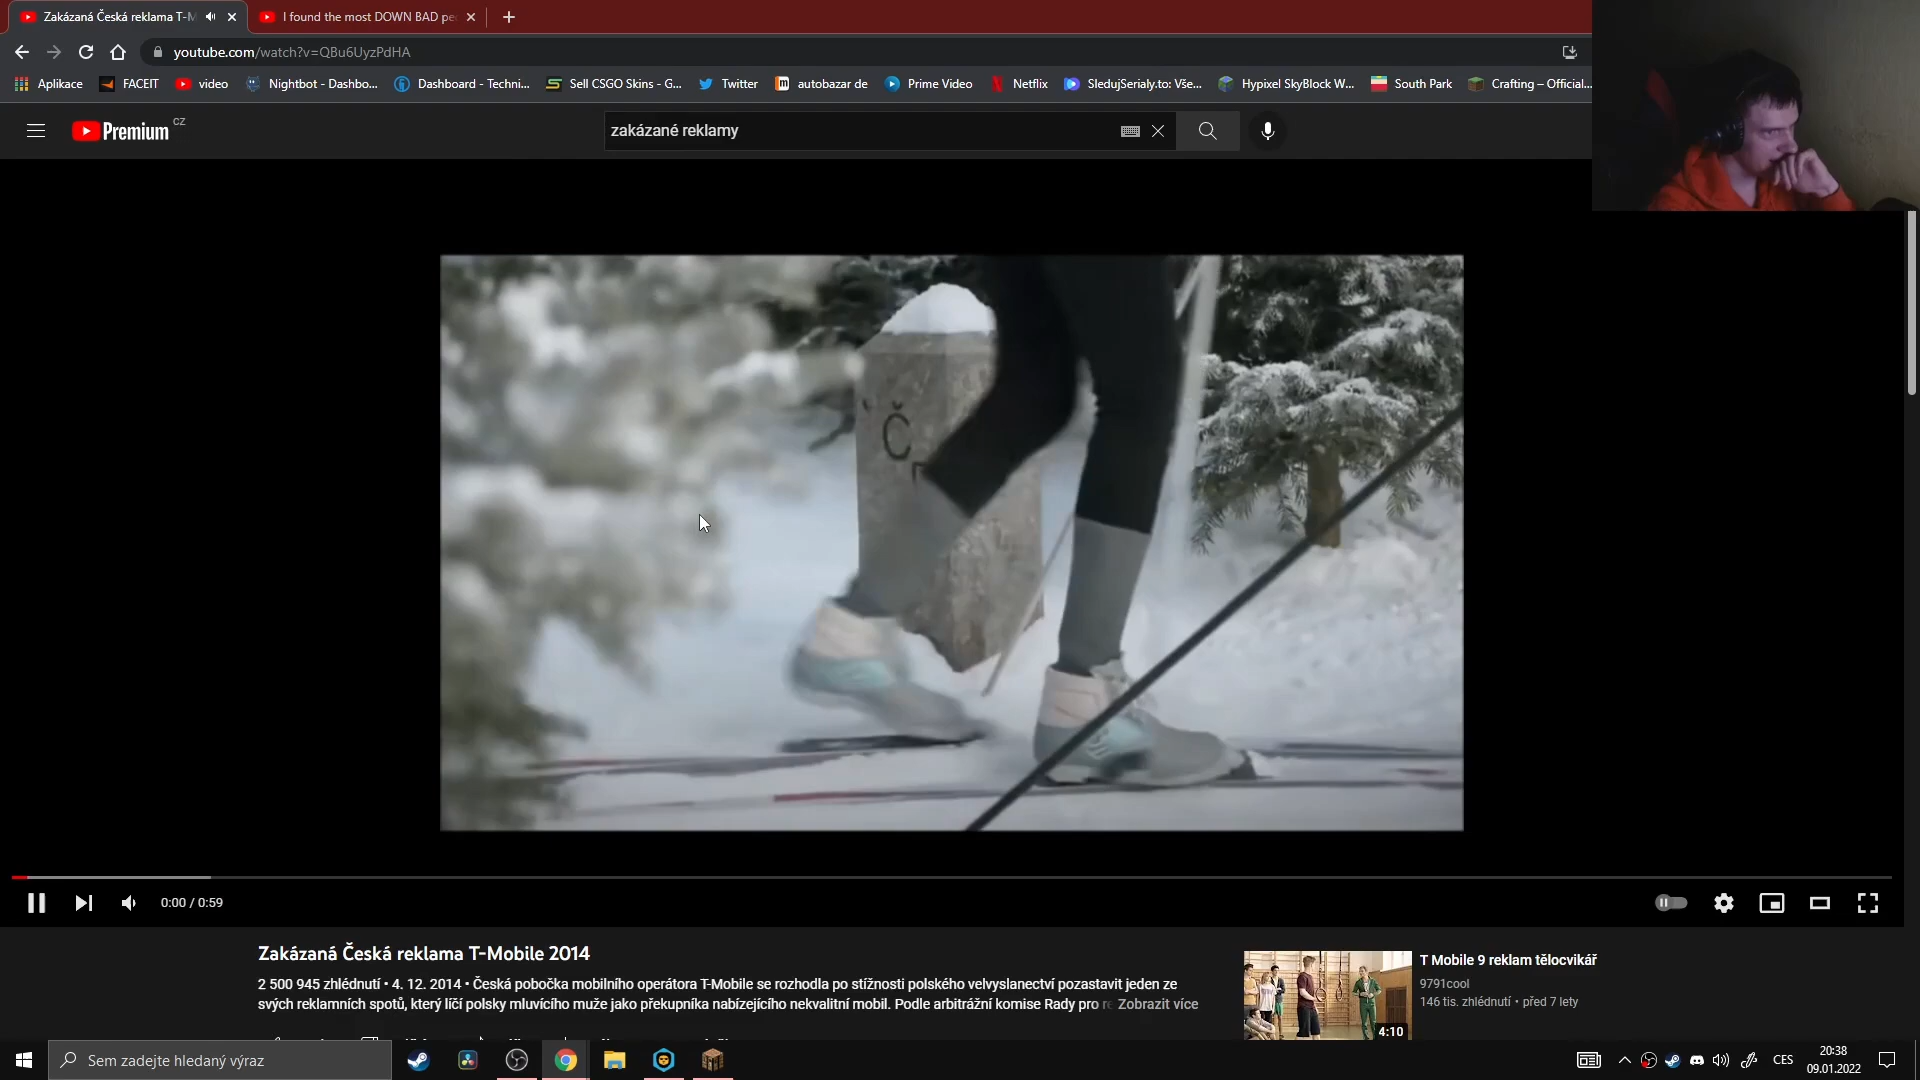 Zakázaná Česká reklama T-M
I found the most DOWN BAD pe
youtube.com/watch?v=QBu6UyzPdHA
Aplikace
FACEIT
video
Nightbot - Dashbo...
Dashboard - Techni...
Sell CSGO Skins - G...
Twitter
autobazar de
Prime Video
Netflix
SledujSerialy.to: Vše...
Hypixel SkyBlock W...
South Park
Crafting – Official...
Premium CZ
zakázané reklamy
Č
0:00 / 0:59
Zakázaná Česká reklama T-Mobile 2014
2 500 945 zhlédnutí • 4. 12. 2014 • Česká pobočka mobilního operátora T-Mobile se rozhodla po stížnosti polského velvyslanectví pozastavit jeden ze
svých reklamních spotů, který líčí polsky mluvícího muže jako překupníka nabízejícího nekvalitní mobil. Podle arbitrážní komise Rady pro Zobrazit více
4:10
T Mobile 9 reklam tělocvikář
9791cool
146 tis. zhlédnutí • před 7 lety
Sem zadejte hledaný výraz
CES
20:38
09.01.2022